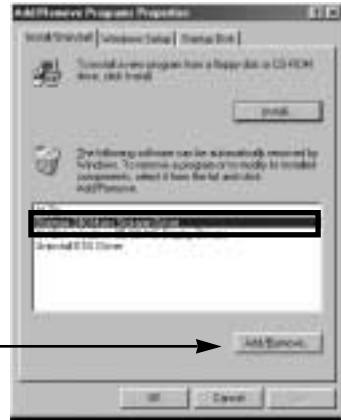 Add/Remove Programs Properties
Install/Uninstall Windows Setup Startup Disk
To install a new program from a floppy disk or CD-ROM
drive, click Install.
Install...
The following software can be automatically removed by
Windows. To remove a program or to modify its installed
components, select it from the list and click
Add/Remove.
Uninstall
Driver
Add/Remove...
OK
Cancel